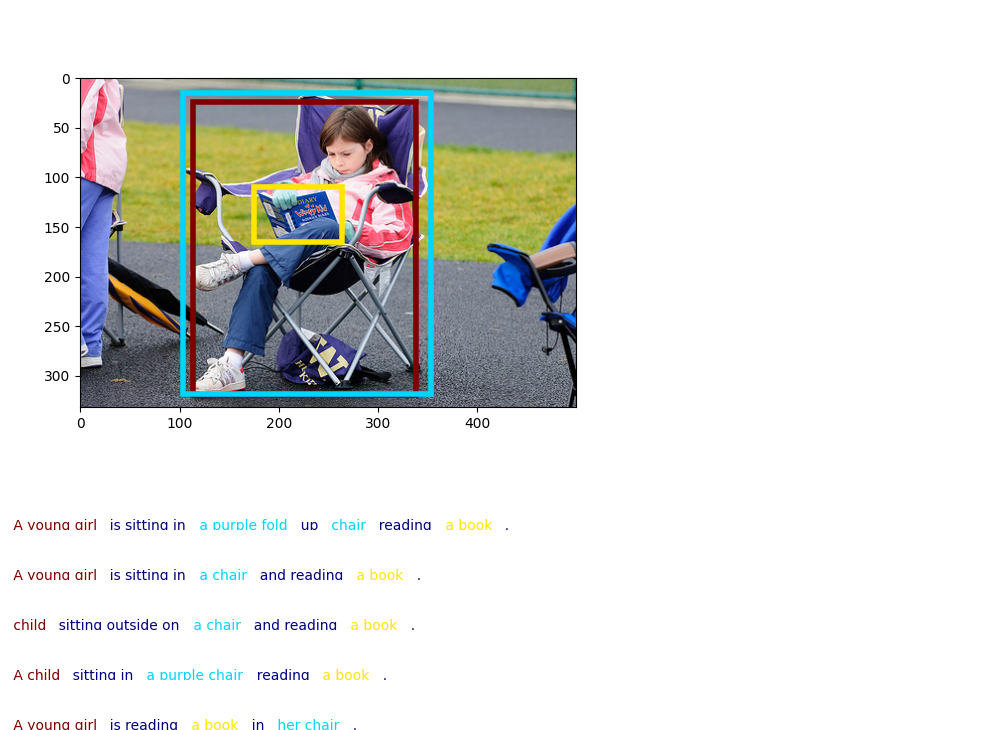 0
50
100
150
200
250
300
0 100 200 300 400
DIARY
of a
W
A young girl is sitting in a purple fold up chair reading a book .
A young girl is sitting in a chair and reading a book .
child sitting outside on a chair and reading a book .
A child sitting in a purple chair reading a book .
A young girl is reading a book in her chair .